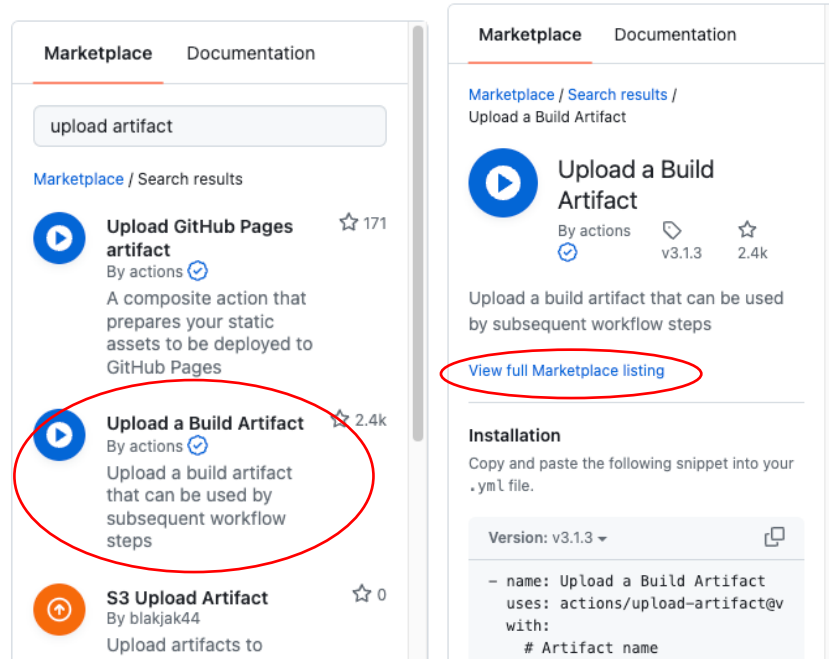 Marketplace Documentation
upload artifact
Marketplace / Search results
Upload GitHub Pages 171
artifact
By actions
A composite action that
prepares your static
assets to be deployed to
GitHub Pages
Upload a Build Artifact 2.4k
By actions
Upload a build artifact
that can be used by
subsequent workflow
steps
S3 Upload Artifact 0
By blakjak44
Upload artifacts to
Marketplace Documentation
Marketplace / Search results /
Upload a Build Artifact
Upload a Build
Artifact
By actions v3.1.3 2.4k
Upload a build artifact that can be used
by subsequent workflow steps
View full Marketplace listing
Installation
Copy and paste the following snippet into your
.yml file.
Version: v3.1.3
- name: Upload a Build Artifact
uses: actions/upload-artifact@v
with:
# Artifact name